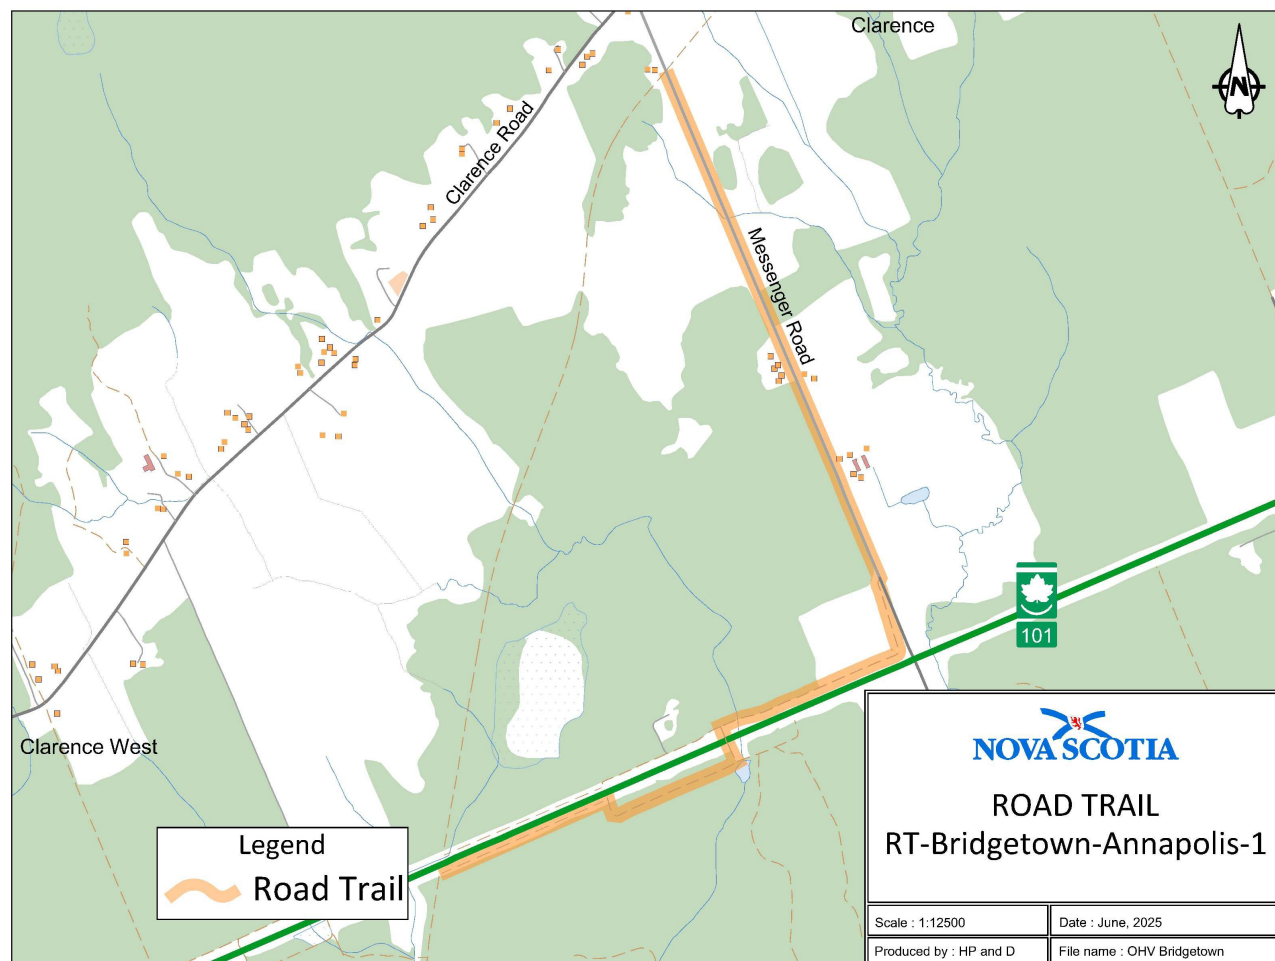 Clarence
N
Clarence Road
Messenger Road
101
Clarence West
Legend
Road Trail
NOVA SCOTIA
ROAD TRAIL
RT-Bridgetown-Annapolis-1
Scale : 1:12500
Date : June, 2025
Produced by : HP and D
File name : OHV Bridgetown